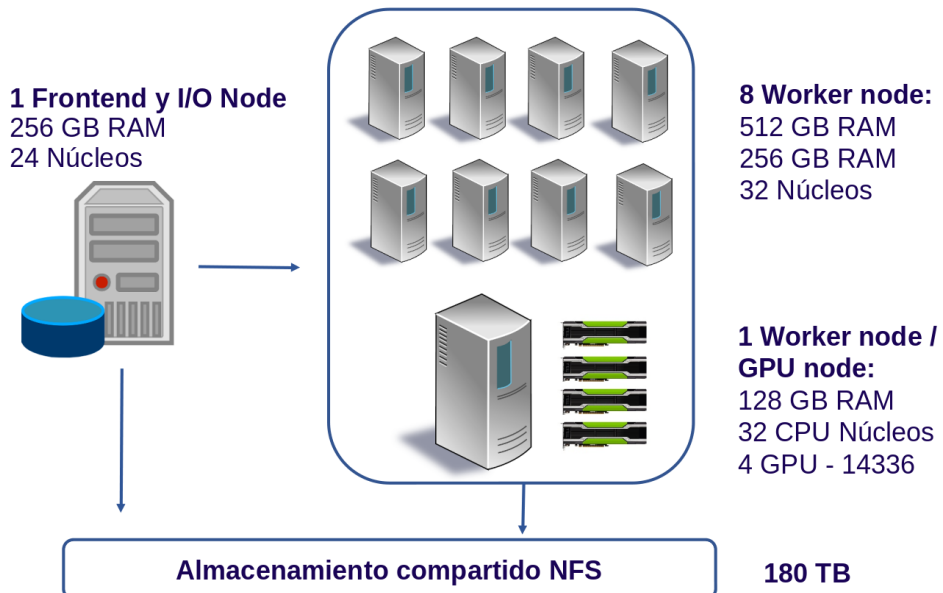 1 Frontend y I/O Node
256 GB RAM
24 Núcleos
8 Worker node:
512 GB RAM
256 GB RAM
32 Núcleos
1 Worker node /
GPU node:
128 GB RAM
32 CPU Núcleos
4 GPU - 14336
Almacenamiento compartido NFS
180 TB